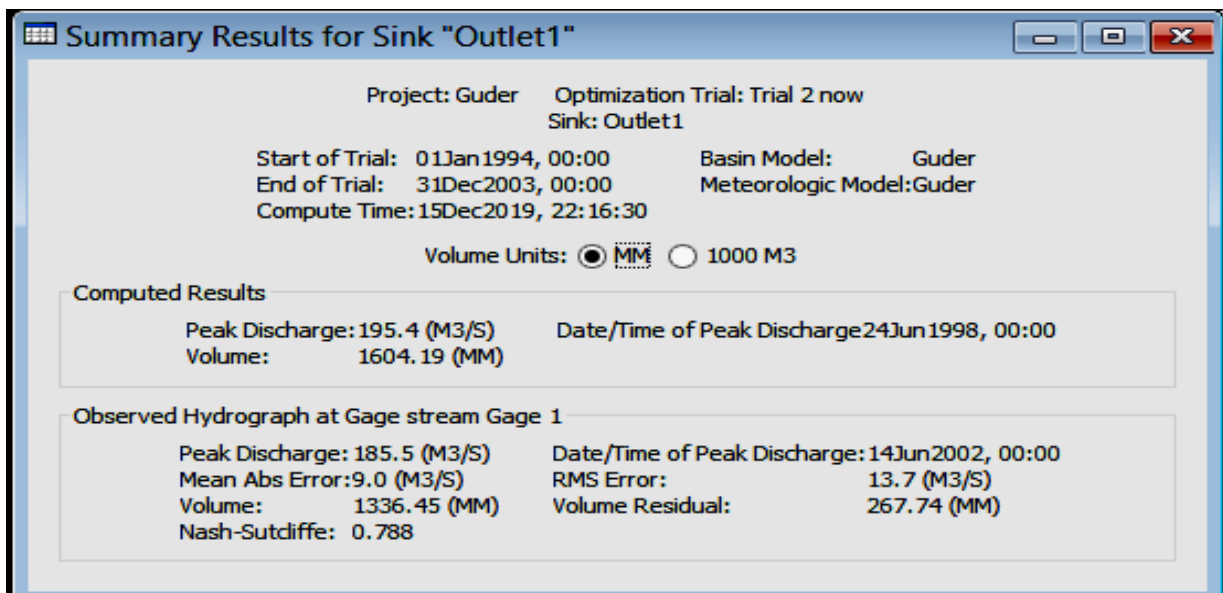 Summary Results for Sink "Outlet1"
Project: Guder Optimization Trial: Trial 2 now
Sink: Outlet1
Start of Trial: 01Jan1994, 00:00 Basin Model: Guder
End of Trial: 31Dec2003, 00:00 Meteorologic Model:Guder
Compute Time:15Dec2019, 22:16:30
Volume Units: MM 1000 M3
Computed Results
Peak Discharge:195.4 (M3/S) Date/Time of Peak Discharge24Jun1998, 00:00
Volume: 1604.19 (MM)
Observed Hydrograph at Gage stream Gage 1
Peak Discharge:185.5 (M3/S) Date/Time of Peak Discharge:14Jun2002, 00:00
Mean Abs Error:9.0 (M3/S) RMS Error: 13.7 (M3/S)
Volume: 1336.45 (MM) Volume Residual: 267.74 (MM)
Nash-Sutcliffe: 0.788